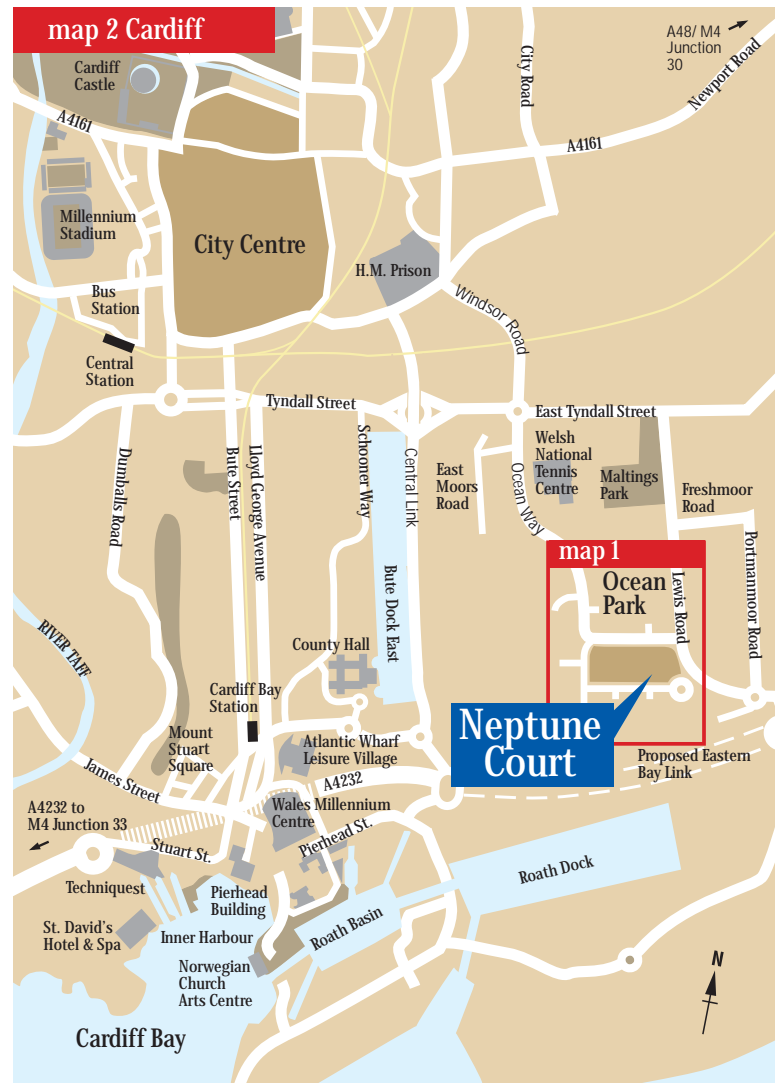 map 2 Cardiff
A48/ M4
Junction
30
Newport Road
City Road
Cardiff
Castle
A4161
A4161
Millennium
Stadium
City Centre
H.M. Prison
Bus
Station
Windsor Road
Central
Station
Tyndall Street
East Tyndall Street
Dumballs Road
Bute Street
Lloyd George Avenue
Schooner Way
Central Link
East
Moors
Road
Ocean Way
Welsh
National
Tennis
Centre
Maltings
Park
Freshmoor
Road
Portmanmoor Road
map 1
Ocean
Park
Lewis Road
Bute Dock East
RIVER TAFF
County Hall
Cardiff Bay
Station
Neptune
Court
Mount
Stuart
Square
Atlantic Wharf
Leisure Village
Proposed Eastern
Bay Link
James Street
A4232
A4232 to
M4 Junction 33
Wales Millennium
Centre
Pierhead St.
Stuart St.
Techniquest
Pierhead
Building
Roath Dock
St. David's
Hotel & Spa
Inner Harbour
Roath Basin
Norwegian
Church
Arts Centre
N
Cardiff Bay